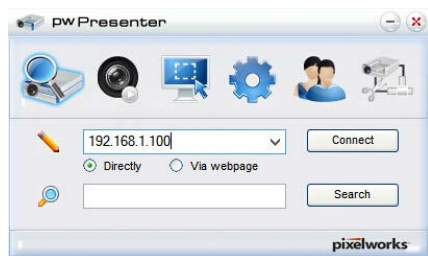 pwPresenter
192.168.1.100
Connect
Directly
Via webpage
Search
pixelworks